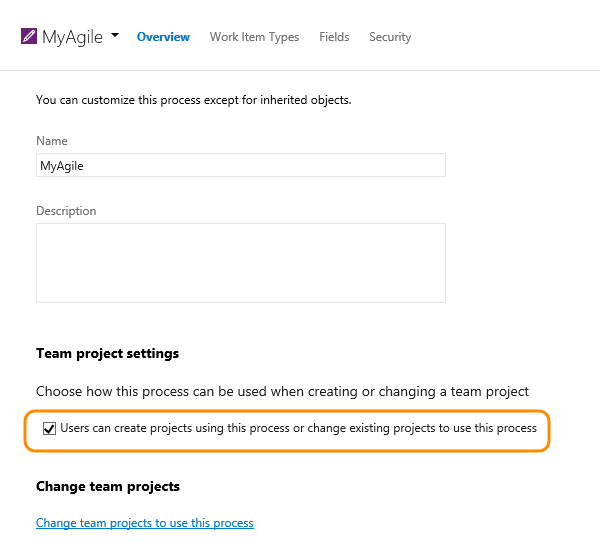 MyAgile Overview Work Item Types Fields Security
You can customize this process except for inherited objects.
Name
MyAgile
Description
Team project settings
Choose how this process can be used when creating or changing a team project
Users can create projects using this process or change existing projects to use this process
Change team projects
Change team projects to use this process